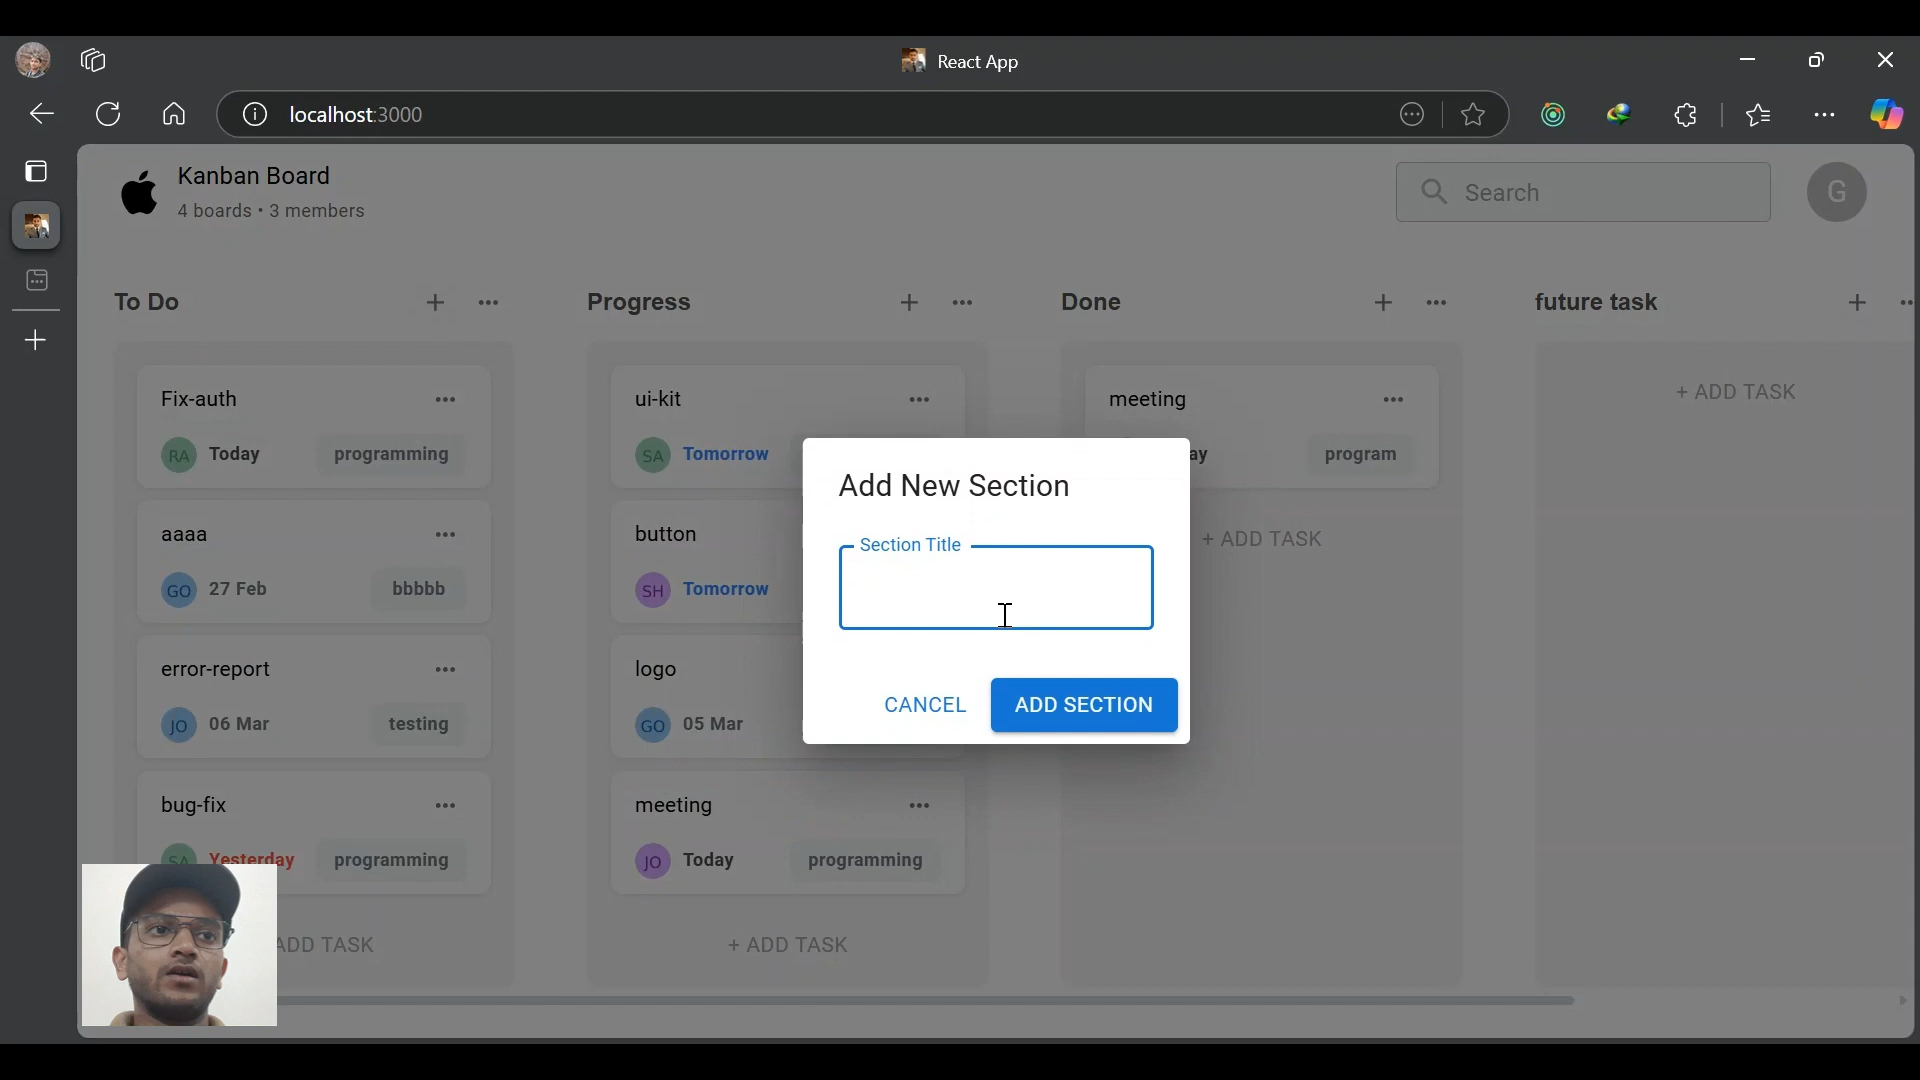 React App
localhost:3000
Kanban Board
4 boards • 3 members
Search
G
To Do
Progress
Done
future task
Fix-auth
RA Today programming
aaaa
GO 27 Feb bbbbb
error-report
JO 06 Mar testing
bug-fix
SA Yesterday programming
ADD TASK
ui-kit
SA Tomorrow
button
SH Tomorrow
logo
GO 05 Mar
meeting
JO Today programming
+ ADD TASK
meeting
ay program
+ ADD TASK
+ ADD TASK
Add New Section
Section Title
CANCEL
ADD SECTION